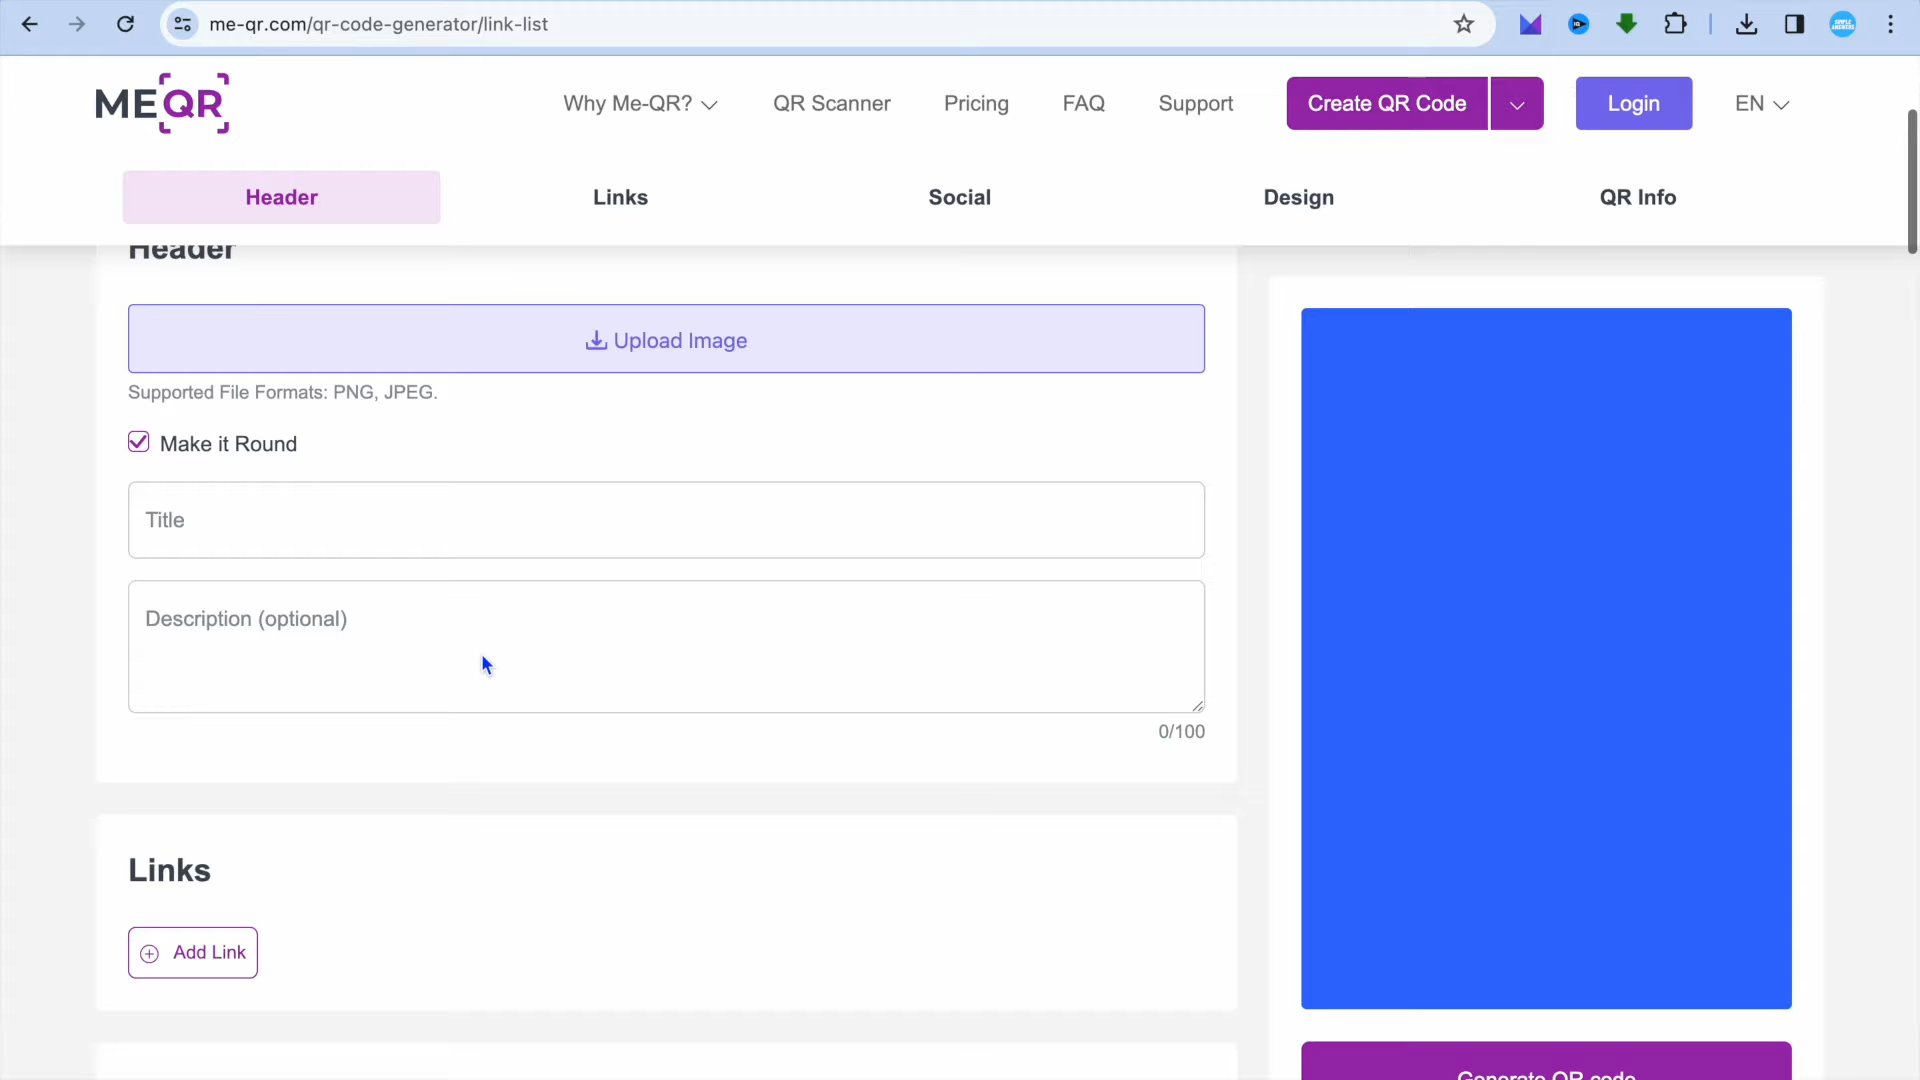 me-qr.com/qr-code-generator/link-list
MEQR
Why Me-QR?
QR Scanner
Pricing
FAQ
Support
Create QR Code
Login
EN
Header
Links
Social
Design
QR Info
Header
Upload Image
Supported File Formats: PNG, JPEG.
Make it Round
Title
Description (optional)
0/100
Links
Add Link
Generate QR code